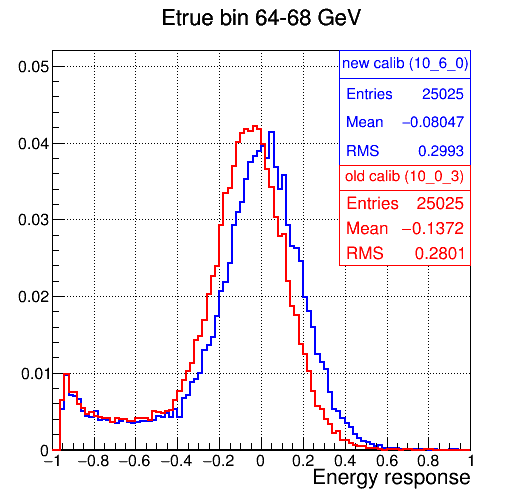 Etrue bin 64-68 GeV
new calib (10_6_0)
Entries 25025
Mean −0.08047
RMS 0.2993
old calib (10_0_3)
Entries 25025
Mean −0.1372
RMS 0.2801
0.05
0.04
0.03
0.02
0.01
0
−1 −0.8 −0.6 −0.4 −0.2 0 0.2 0.4 0.6 0.8 1
Energy response